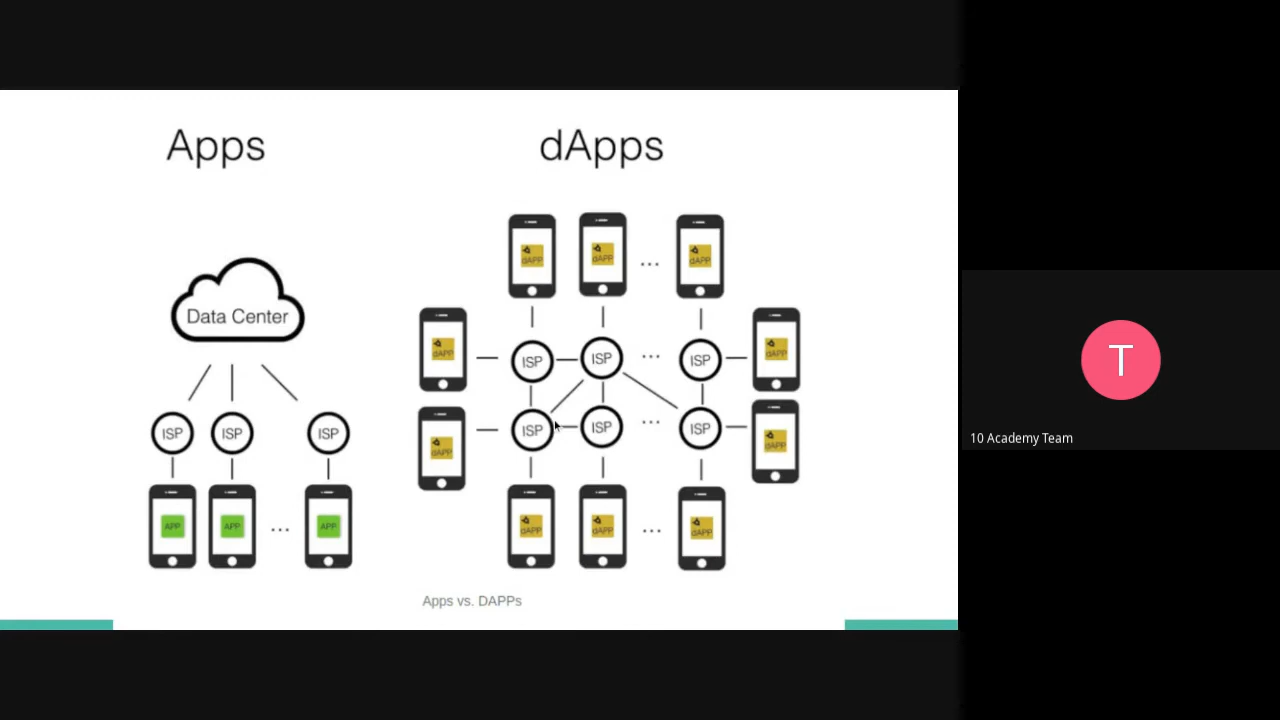 Apps
dApps
Data Center
ISP
ISP
ISP
APP
APP
...
APP
dAPP
dAPP
...
dAPP
dAPP
ISP
ISP
...
ISP
dAPP
dAPP
ISP
ISP
...
ISP
dAPP
dAPP
dAPP
...
dAPP
Apps vs. DAPPs
T
10 Academy Team